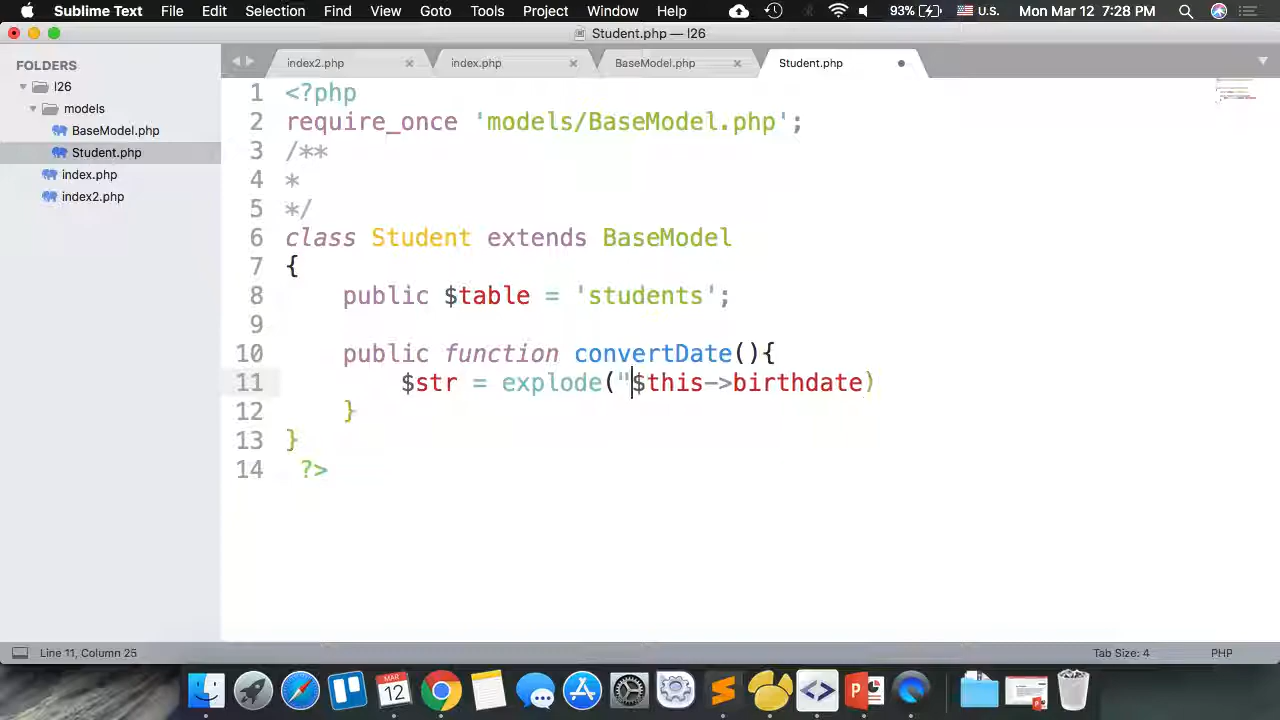 Sublime Text File Edit Selection Find View Goto Tools Project Window Help 93% U.S. Mon Mar 12 7:28 PM
Student.php — l26
FOLDERS
l26
models
BaseModel.php
Student.php
index.php
index2.php
index2.php index.php BaseModel.php Student.php
1 <?php
2 require_once 'models/BaseModel.php';
3 /**
4 *
5 */
6 class Student extends BaseModel
7 {
8 public $table = 'students';
9
10 public function convertDate(){
11 $str = explode("$this->birthdate)
12 }
13 }
14 ?>
Line 11, Column 25 Tab Size: 4 PHP
MAR
12